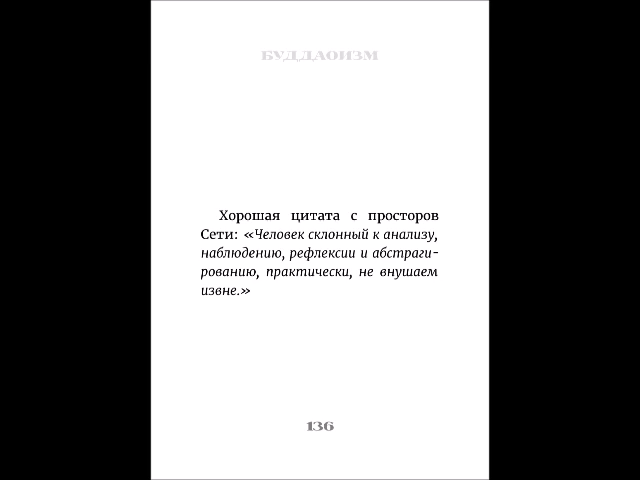 БУДДАОИЗМ
Хорошая цитата с просторов
Сети: «Человек склонный к анализу,
наблюдению, рефлексии и абстраги-
рованию, практически, не внушаем
извне.»
136